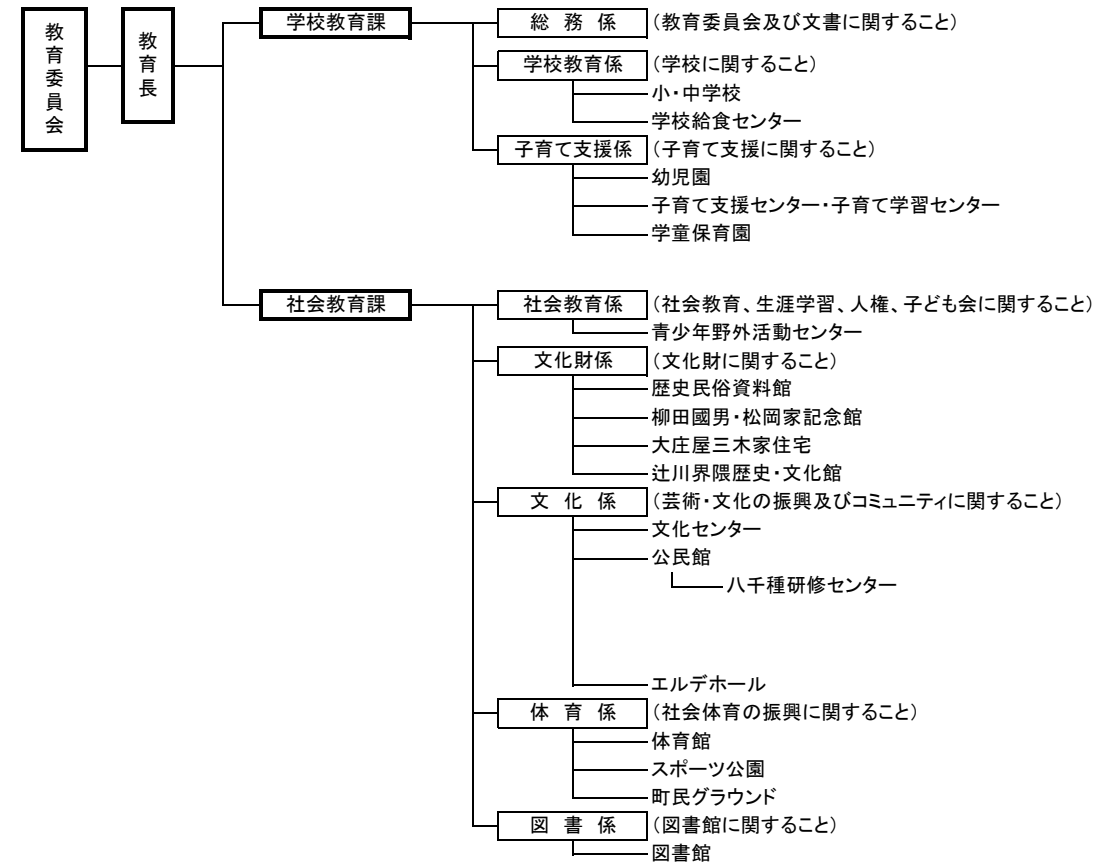 教育委員会
教育長
学校教育課
総務係 (教育委員会及び文書に関すること)
学校教育係 (学校に関すること)
小・中学校
学校給食センター
子育て支援係 (子育て支援に関すること)
幼児園
子育て支援センター・子育て学習センター
学童保育園
社会教育課
社会教育係 (社会教育、生涯学習、人権、子ども会に関すること)
青少年野外活動センター
文化財係 (文化財に関すること)
歴史民俗資料館
柳田國男・松岡家記念館
大庄屋三木家住宅
辻川界隈歴史・文化館
文化係 (芸術・文化の振興及びコミュニティに関すること)
文化センター
公民館
八千種研修センター
エルデホール
体育係 (社会体育の振興に関すること)
体育館
スポーツ公園
町民グラウンド
図書係 (図書館に関すること)
図書館